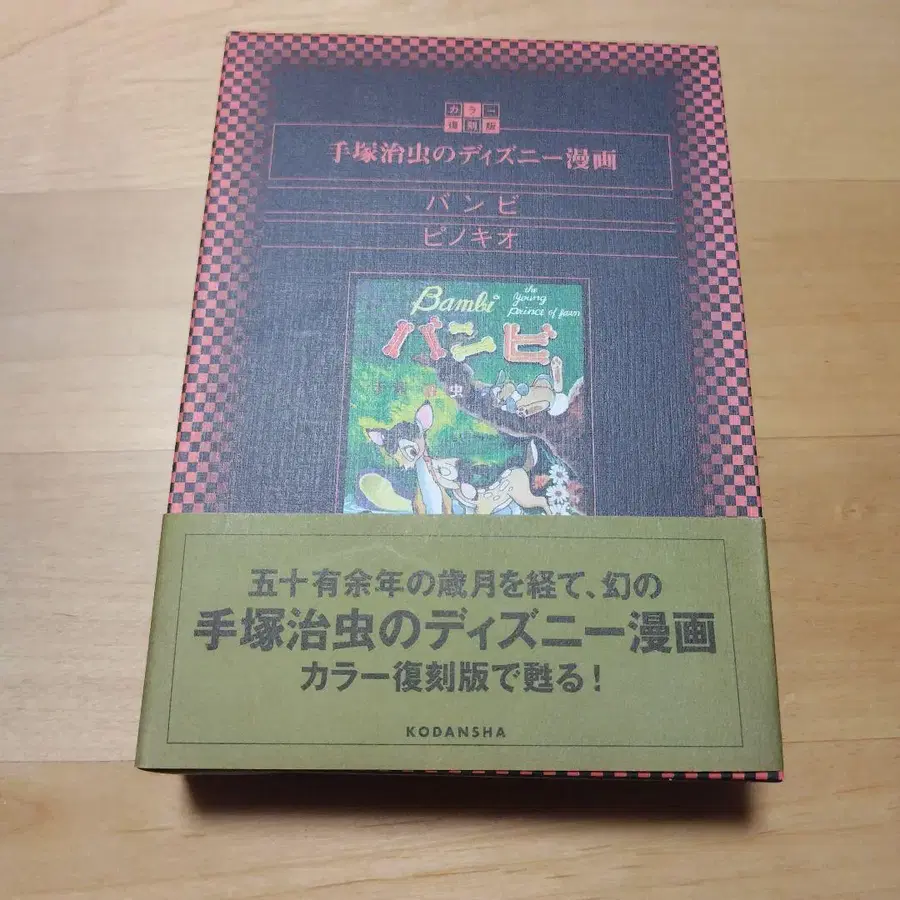 カラー
復刻版
手塚治虫のディズニー漫画
バンビ
ピノキオ
Bambi the young prince of fawn
バンビ
虫
五十有余年の歳月を経て、幻の
手塚治虫のディズニー漫画
カラー復刻版で甦る!
KODANSHA